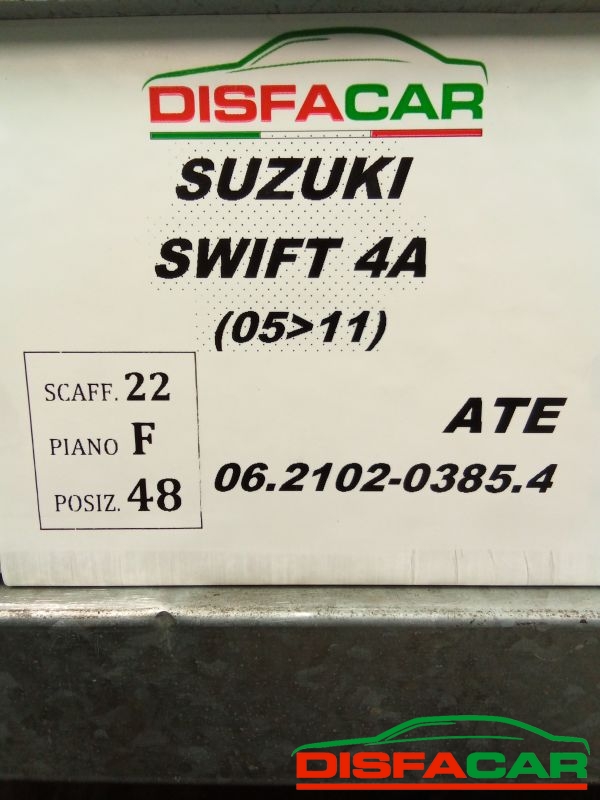 DISFACAR
SUZUKI
SWIFT 4A
(05>11)
SCAFF. 22
PIANO F
POSIZ. 48
ATE
06.2102-0385.4
DISFACAR